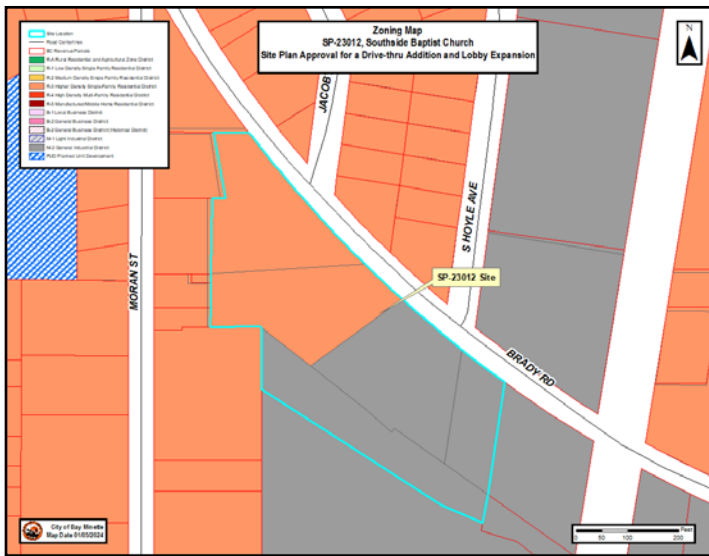 Zoning Map
SP-23012, Southside Baptist Church
Site Plan Approval for a Drive-thru Addition and Lobby Expansion
N
Site Location
Road Centerlines
BC Revenue Parcels
R-A Rural Residential and Agricultural Zone District
R-1 Low Density Single-Family Residential District
R-2 Medium Density Single-Family Residential District
R-3 Higher Density Single-Family Residential District
R-4 High Density Multi-Family Residential District
R-5 Manufactured/Mobile Home Residential District
B-1 Local Business District
B-2 General Business District
B-3 General Business District (Historical District)
M-1 Light Industrial District
M-2 General Industrial District
PUD Planned Unit Development
JACOB
S HOYLE AVE
MORAN ST
SP-23012 Site
BRADY RD
City of Bay Minette
Map Date 01/05/2024
Feet
0 50 100 200